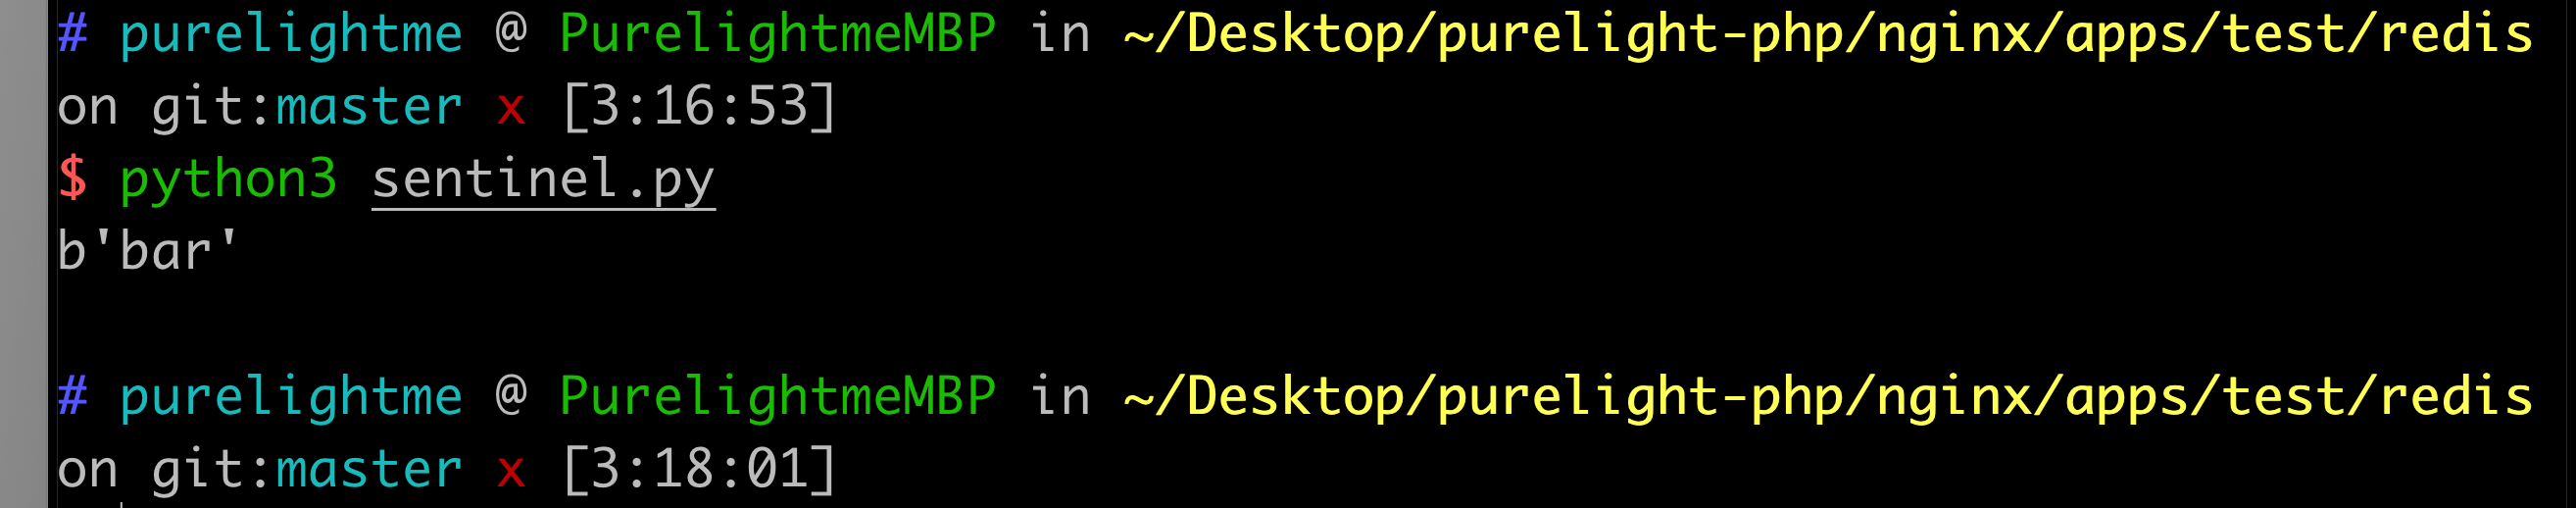 # purelightme @ PurelightmeMBP in ~/Desktop/purelight-php/nginx/apps/test/redis
on git:master x [3:16:53]
$ python3 sentinel.py
b'bar'
# purelightme @ PurelightmeMBP in ~/Desktop/purelight-php/nginx/apps/test/redis
on git:master x [3:18:01]